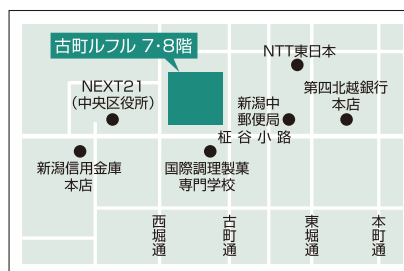 古町ルフル 7・8階
NTT東日本
NEXT21
（中央区役所）
新潟中
郵便局
第四北越銀行
本店
柾谷小路
新潟信用金庫
本店
国際調理製菓
専門学校
西堀通
古町通
東堀通
本町通